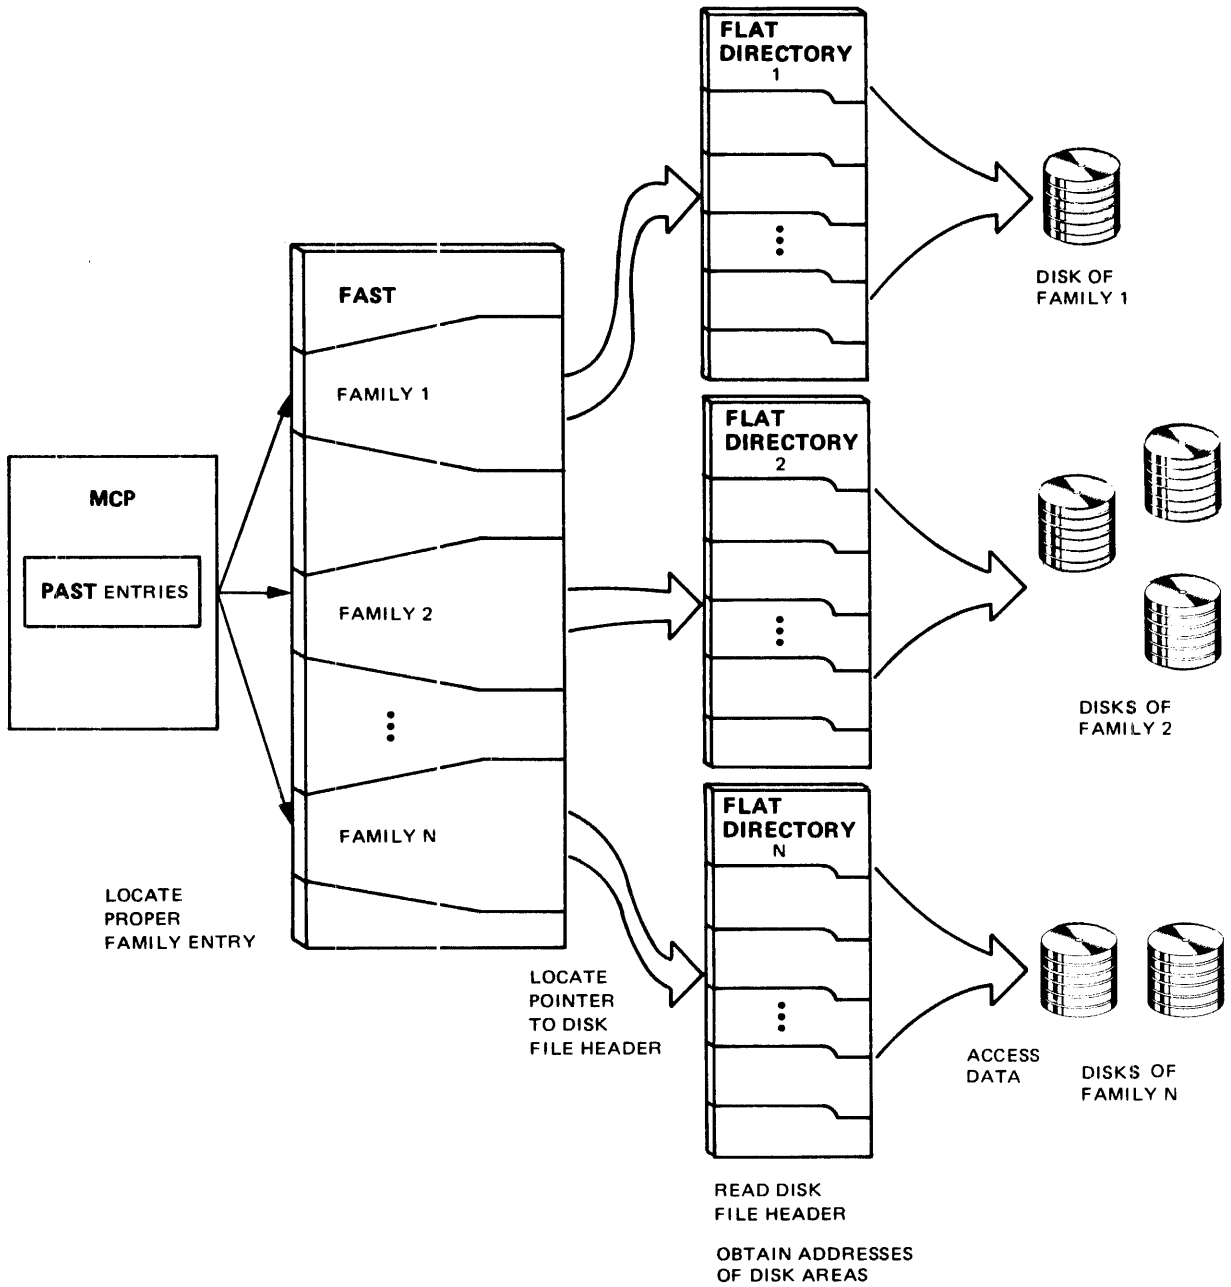 MCP
PAST ENTRIES
LOCATE
PROPER
FAMILY ENTRY
FAST
FAMILY 1
FAMILY 2
FAMILY N
LOCATE
POINTER
TO DISK
FILE HEADER
FLAT
DIRECTORY
1
FLAT
DIRECTORY
2
FLAT
DIRECTORY
N
READ DISK
FILE HEADER
OBTAIN ADDRESSES
OF DISK AREAS
DISK OF
FAMILY 1
DISKS OF
FAMILY 2
ACCESS
DATA
DISKS OF
FAMILY N